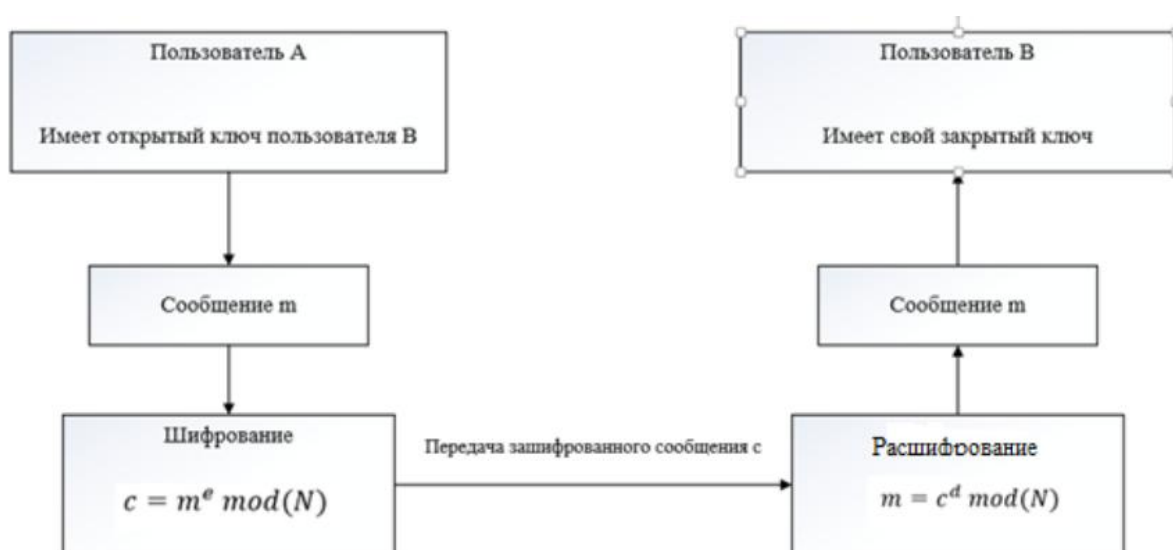 Пользователь А
Имеет открытый ключ пользователя В
Сообщение m
Шифрование
c = m^e mod(N)
Передача зашифрованного сообщения с
Пользователь В
Имеет свой закрытый ключ
Сообщение m
Расшифрование
m = c^d mod(N)